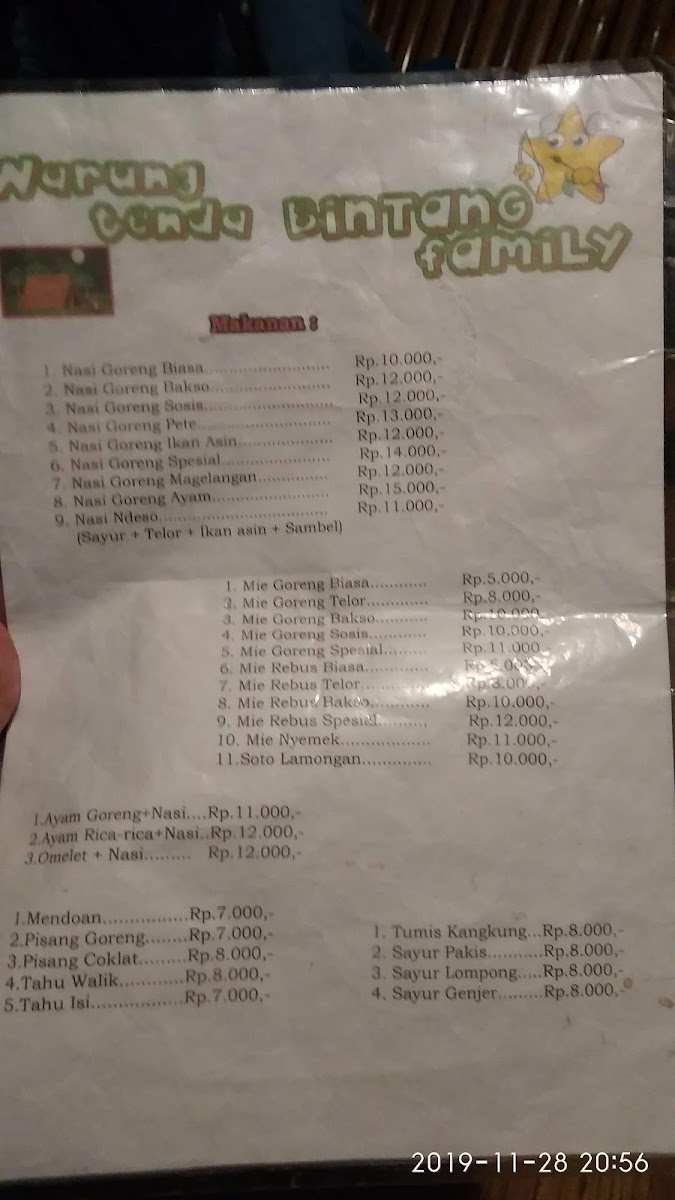 Warung
tenda BinTANG
fAMiLY
Makanan :
1. Nasi Goreng Biasa............................ Rp.10.000,-
2. Nasi Goreng Bakso........................... Rp.12.000,-
3. Nasi Goreng Sosis............................. Rp.12.000,-
4. Nasi Goreng Pete.............................. Rp.13.000,-
5. Nasi Goreng Ikan Asin..................... Rp.12.000,-
6. Nasi Goreng Spesial........................ Rp.14.000,-
7. Nasi Goreng Magelangan............... Rp.12.000,-
8. Nasi Goreng Ayam.......................... Rp.15.000,-
9. Nasi Ndeso..................................... Rp.11.000,-
(Sayur + Telor + Ikan asin + Sambel)
1. Mie Goreng Biasa............ Rp.5.000,-
2. Mie Goreng Telor............. Rp.8.000,-
3. Mie Goreng Bakso........... Rp.10.000
4. Mie Goreng Sosis............ Rp.10.000,-
5. Mie Goreng Spesial......... Rp.11.000
6. Mie Rebus Biasa............. Rp.5.000,-
7. Mie Rebus Telor.............. 
8. Mie Rebus Bakso............ Rp.10.000,-
9. Mie Rebus Spesial.......... Rp.12.000,-
10. Mie Nyemek.................. Rp.11.000,-
11.Soto Lamongan.............. Rp.10.000,-
1.Ayam Goreng+Nasi....Rp.11.000,-
2.Ayam Rica-rica+Nasi..Rp.12.000,-
3.Omelet + Nasi......... Rp.12.000,-
1.Mendoan.................Rp.7.000,-
2.Pisang Goreng........Rp.7.000,-
3.Pisang Coklat.........Rp.8.000,-
4.Tahu Walik.............Rp.8.000,-
5.Tahu Isi..................Rp.7.000,-
1. Tumis Kangkung...Rp.8.000,-
2. Sayur Pakis..........Rp.8.000,-
3. Sayur Lompong.....Rp.8.000,-
4. Sayur Genjer.........Rp.8.000,-
2019-11-28 20:56